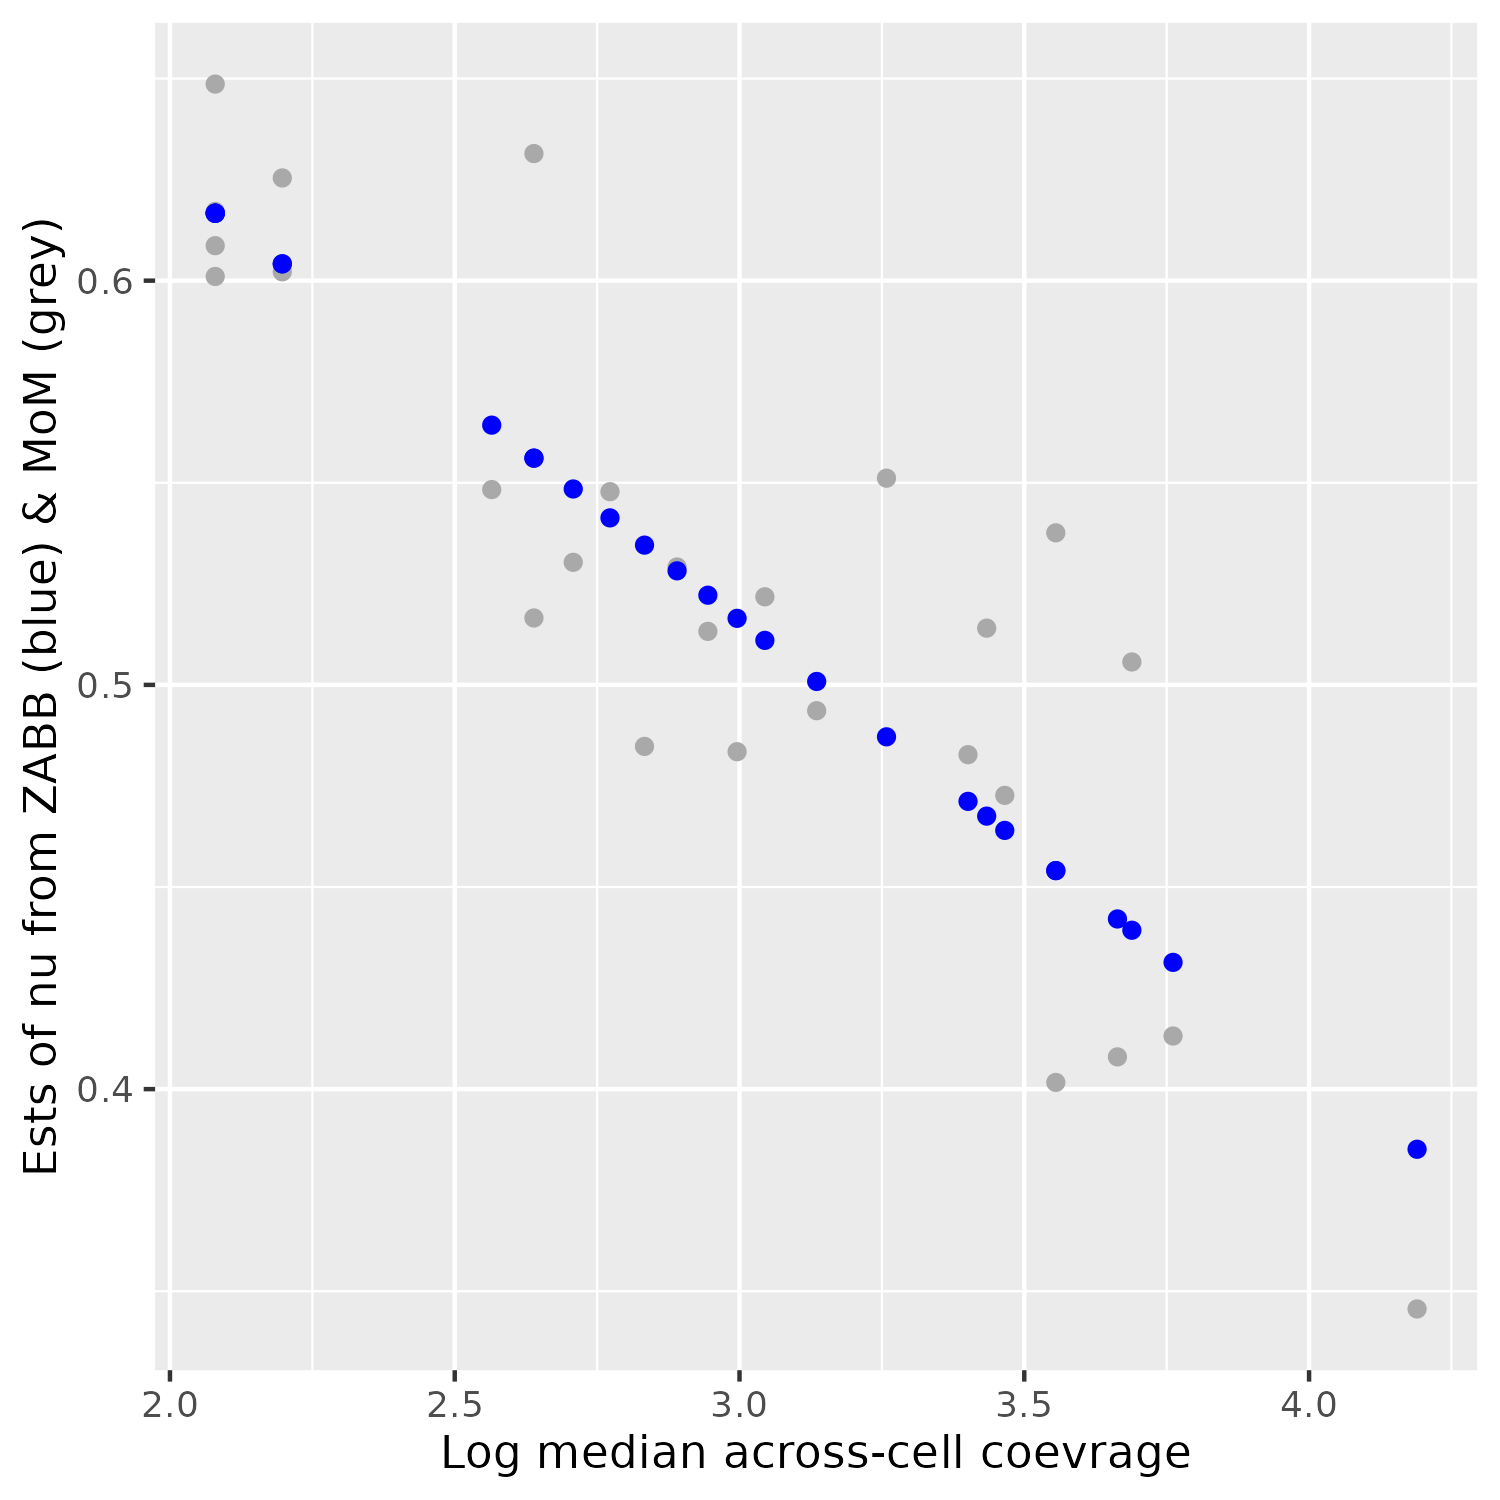 Ests of nu from ZABB (blue) & MoM (grey)
0.6
0.5
0.4
2.0 2.5 3.0 3.5 4.0
Log median across-cell coevrage